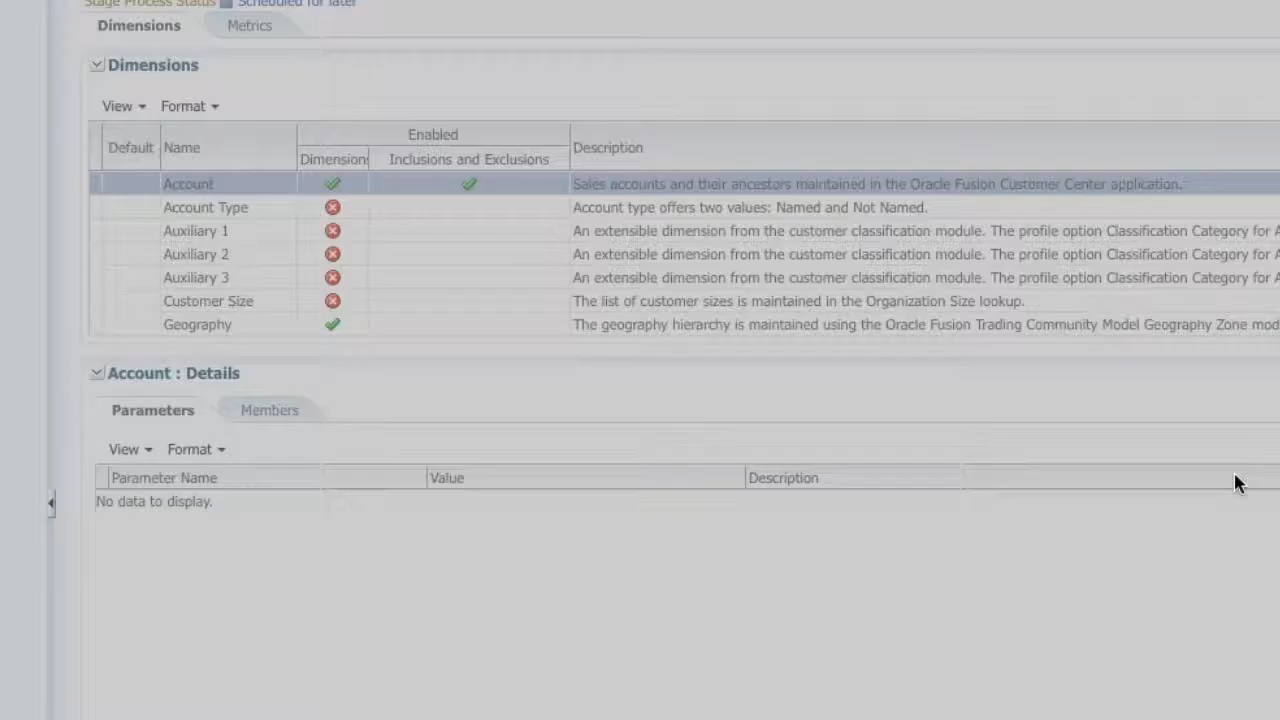 Stage Process Status Scheduled for later
Dimensions Metrics
Dimensions
View Format
Default Name Enabled Description
Dimension Inclusions and Exclusions
Account Sales accounts and their ancestors maintained in the Oracle Fusion Customer Center application.
Account Type Account type offers two values: Named and Not Named.
Auxiliary 1 An extensible dimension from the customer classification module. The profile option Classification Category for A
Auxiliary 2 An extensible dimension from the customer classification module. The profile option Classification Category for A
Auxiliary 3 An extensible dimension from the customer classification module. The profile option Classification Category for A
Customer Size The list of customer sizes is maintained in the Organization Size lookup.
Geography The geography hierarchy is maintained using the Oracle Fusion Trading Community Model Geography Zone mod
Account : Details
Parameters Members
View Format
Parameter Name Value Description
No data to display.